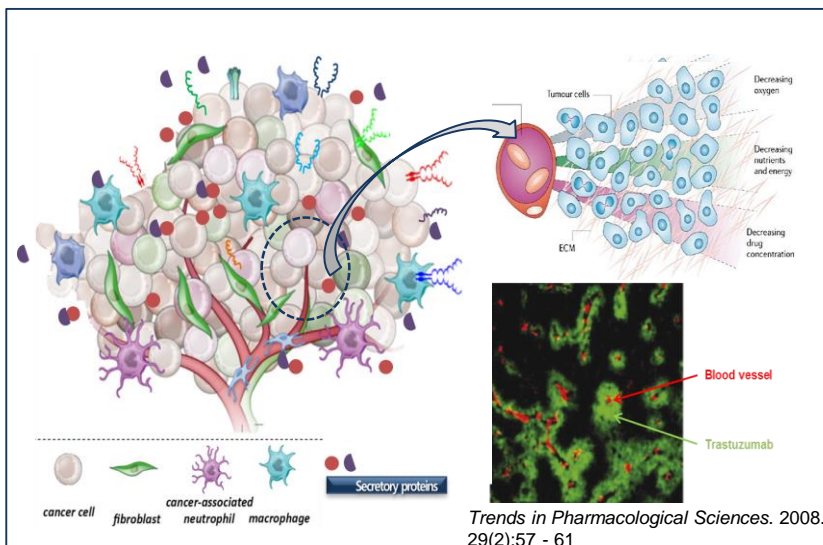 Tumour cells
Decreasing
oxygen
Decreasing
nutrients
and energy
Decreasing
drug
concentration
ECM
Blood vessel
Trastuzumab
cancer cell
fibroblast
cancer-associated
neutrophil
macrophage
Secretory proteins
Trends in Pharmacological Sciences. 2008.
29(2):57 - 61